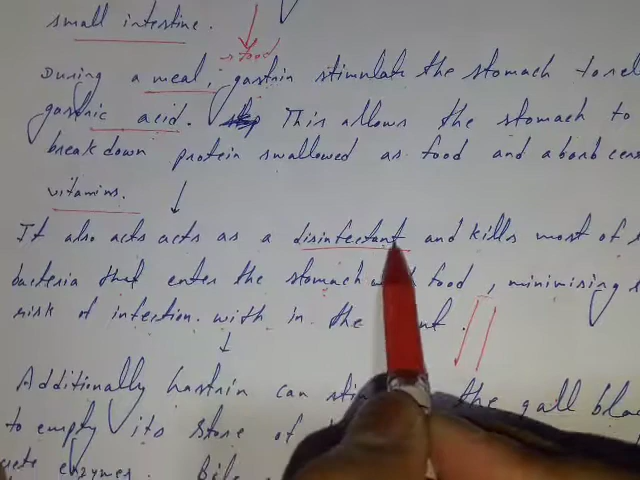 small intestine.
→ food
During a meal, gastrin stimulate the stomach to rel
gastric acid. This allows the stomach to
break down protein swallowed as food and aborb cer
vitamins.
It also acts acts as a disinfectant and kills most of
bacteria that enter the stomach food, minimising
risk of infection. with in the
Additionally hastrin can the gall bla
to empty its store of
enzymes. Bile